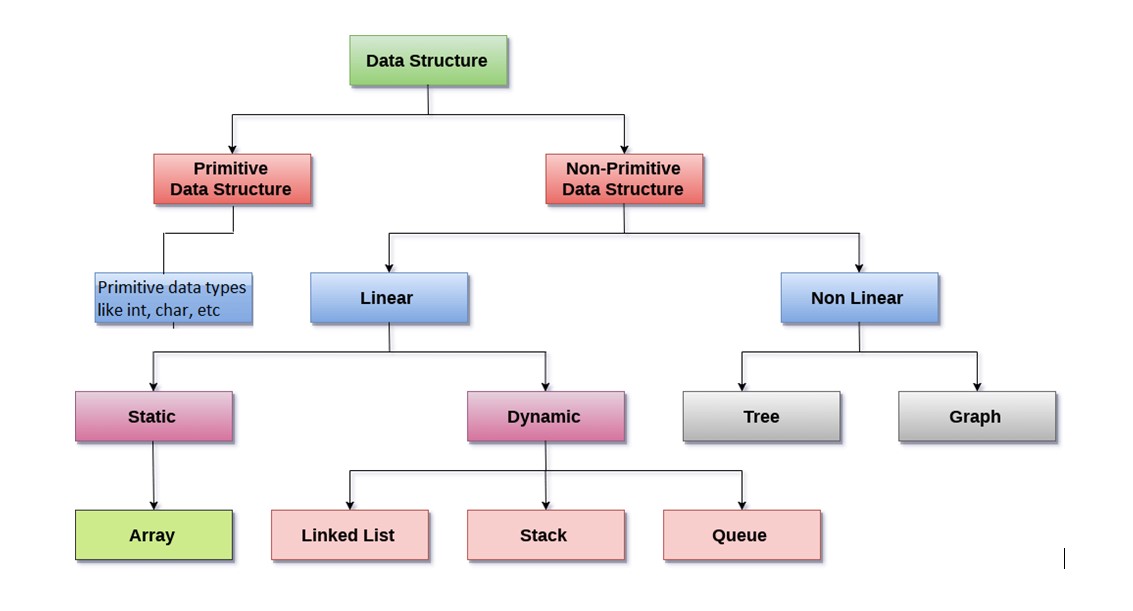 Data Structure
Primitive
Data Structure
Non-Primitive
Data Structure
Primitive data types
like int, char, etc
Linear
Non Linear
Static
Dynamic
Tree
Graph
Array
Linked List
Stack
Queue